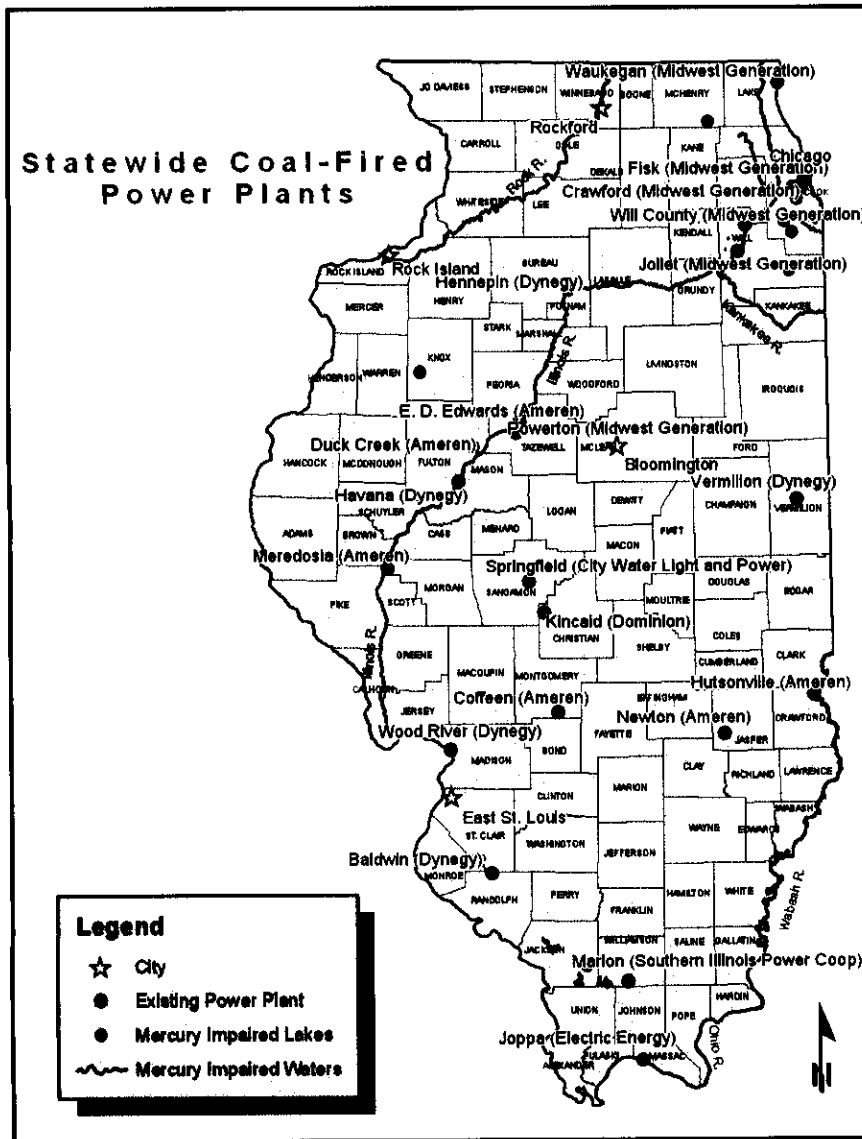 Waukegan (Midwest Generation)
JO DAVIESS
STEPHENSON
WINNEBAGO
BOONE
MCHENRY
LAKE
Rockford
CARROLL
OGLE
KANE
Statewide Coal-Fired
Power Plants
Rock R.
DEKALB
Chicago
Fisk (Midwest Generation)
Crawford (Midwest Generation)
COOK
WHITESIDE
LEE
Will County (Midwest Generation)
KENDALL
WILL
ROCK ISLAND
Rock Island
BUREAU
Joliet (Midwest Generation)
Hennepin (Dynegy)
LASALLE
GRUNDY
MERCER
HENRY
PUTNAM
KANKAKEE
Kankakee R.
STARK
MARSHALL
KNOX
Illinois R.
LIVINGSTON
HENDERSON
WARREN
PEORIA
WOODFORD
IROQUOIS
E. D. Edwards (Ameren)
Powerton (Midwest Generation)
Duck Creek (Ameren)
TAZEWELL
MCLEAN
FORD
HANCOCK
MCDONOUGH
FULTON
MASON
Bloomington
Vermilion (Dynegy)
Havana (Dynegy)
LOGAN
DEWITT
CHAMPAIGN
VERMILION
SCHUYLER
ADAMS
BROWN
CASS
MENARD
PIATT
MACON
Meredosia (Ameren)
Springfield (City Water Light and Power)
MORGAN
SANGAMON
DOUGLAS
EDGAR
PIKE
SCOTT
MOULTRIE
Kincaid (Dominion)
CHRISTIAN
SHELBY
COLES
Illinois R.
GREENE
MACOUPIN
MONTGOMERY
CUMBERLAND
CLARK
CALHOUN
JERSEY
Coffeen (Ameren)
EFFINGHAM
Hutsonville (Ameren)
Newton (Ameren)
CRAWFORD
Wood River (Dynegy)
FAYETTE
JASPER
MADISON
BOND
CLAY
RICHLAND
LAWRENCE
CLINTON
MARION
East St. Louis
ST. CLAIR
WABASH
WAYNE
EDWARDS
WASHINGTON
JEFFERSON
Baldwin (Dynegy)
MONROE
RANDOLPH
PERRY
HAMILTON
WHITE
Wabash R.
FRANKLIN
JACKSON
WILLIAMSON
SALINE
GALLATIN
Marion (Southern Illinois Power Coop)
UNION
JOHNSON
POPE
HARDIN
Joppa (Electric Energy)
ALEXANDER
PULASKI
MASSAC
Ohio R.
N
Legend
City
Existing Power Plant
Mercury Impaired Lakes
Mercury Impaired Waters